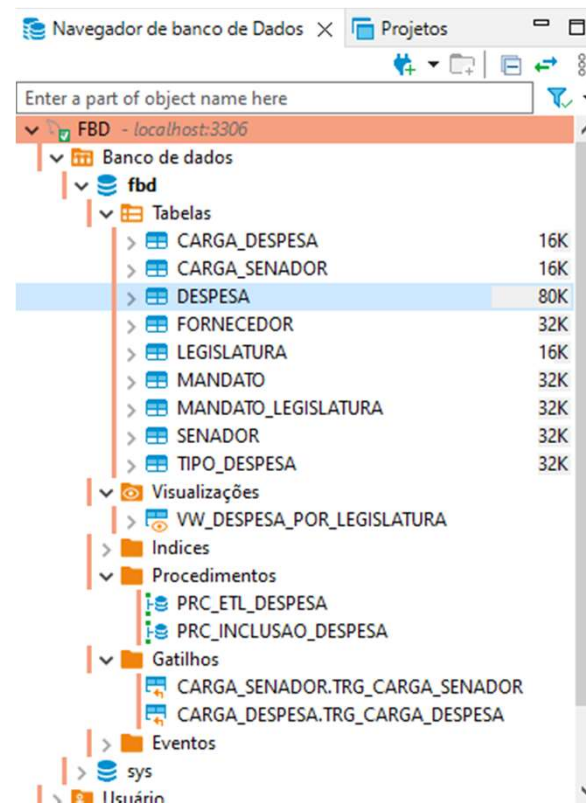 Navegador de banco de Dados Projetos
Enter a part of object name here
FBD - localhost:3306
Banco de dados
fbd
Tabelas
CARGA_DESPESA 16K
CARGA_SENADOR 16K
DESPESA 80K
FORNECEDOR 32K
LEGISLATURA 16K
MANDATO 32K
MANDATO_LEGISLATURA 32K
SENADOR 32K
TIPO_DESPESA 32K
Visualizações
VW_DESPESA_POR_LEGISLATURA
Indices
Procedimentos
PRC_ETL_DESPESA
PRC_INCLUSAO_DESPESA
Gatilhos
CARGA_SENADOR.TRG_CARGA_SENADOR
CARGA_DESPESA.TRG_CARGA_DESPESA
Eventos
sys
Usuário